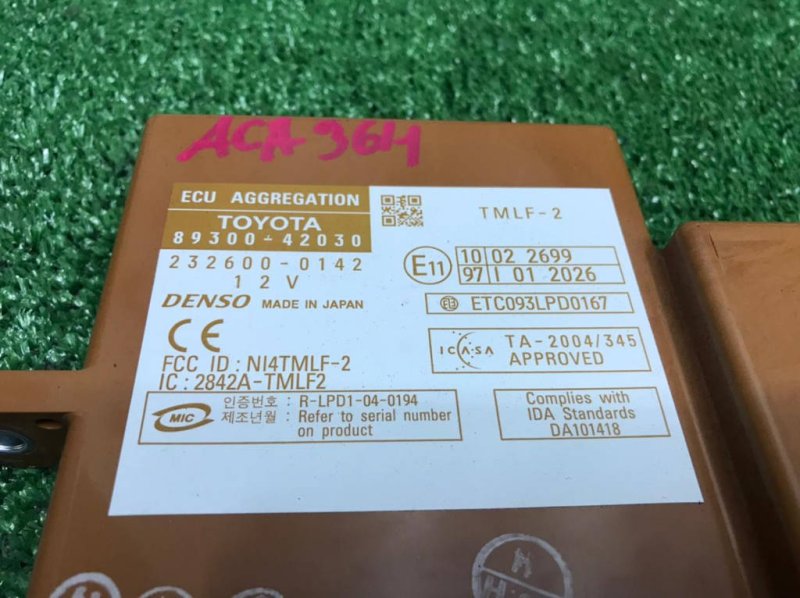 ACA 36H
ECU AGGREGATION
TOYOTA
89300-42030
232600-0142
12V
DENSO MADE IN JAPAN
CE
FCC ID : NI4TMLF-2
IC : 2842A-TMLF2
MIC
인증번호 : R-LPD1-04-0194
제조년월 : Refer to serial number
on product
TMLF-2
E11
10 02 2699
97 I 01 2026
E13 ETC093LPD0167
ICASA TA-2004/345
APPROVED
Complies with
IDA Standards
DA101418